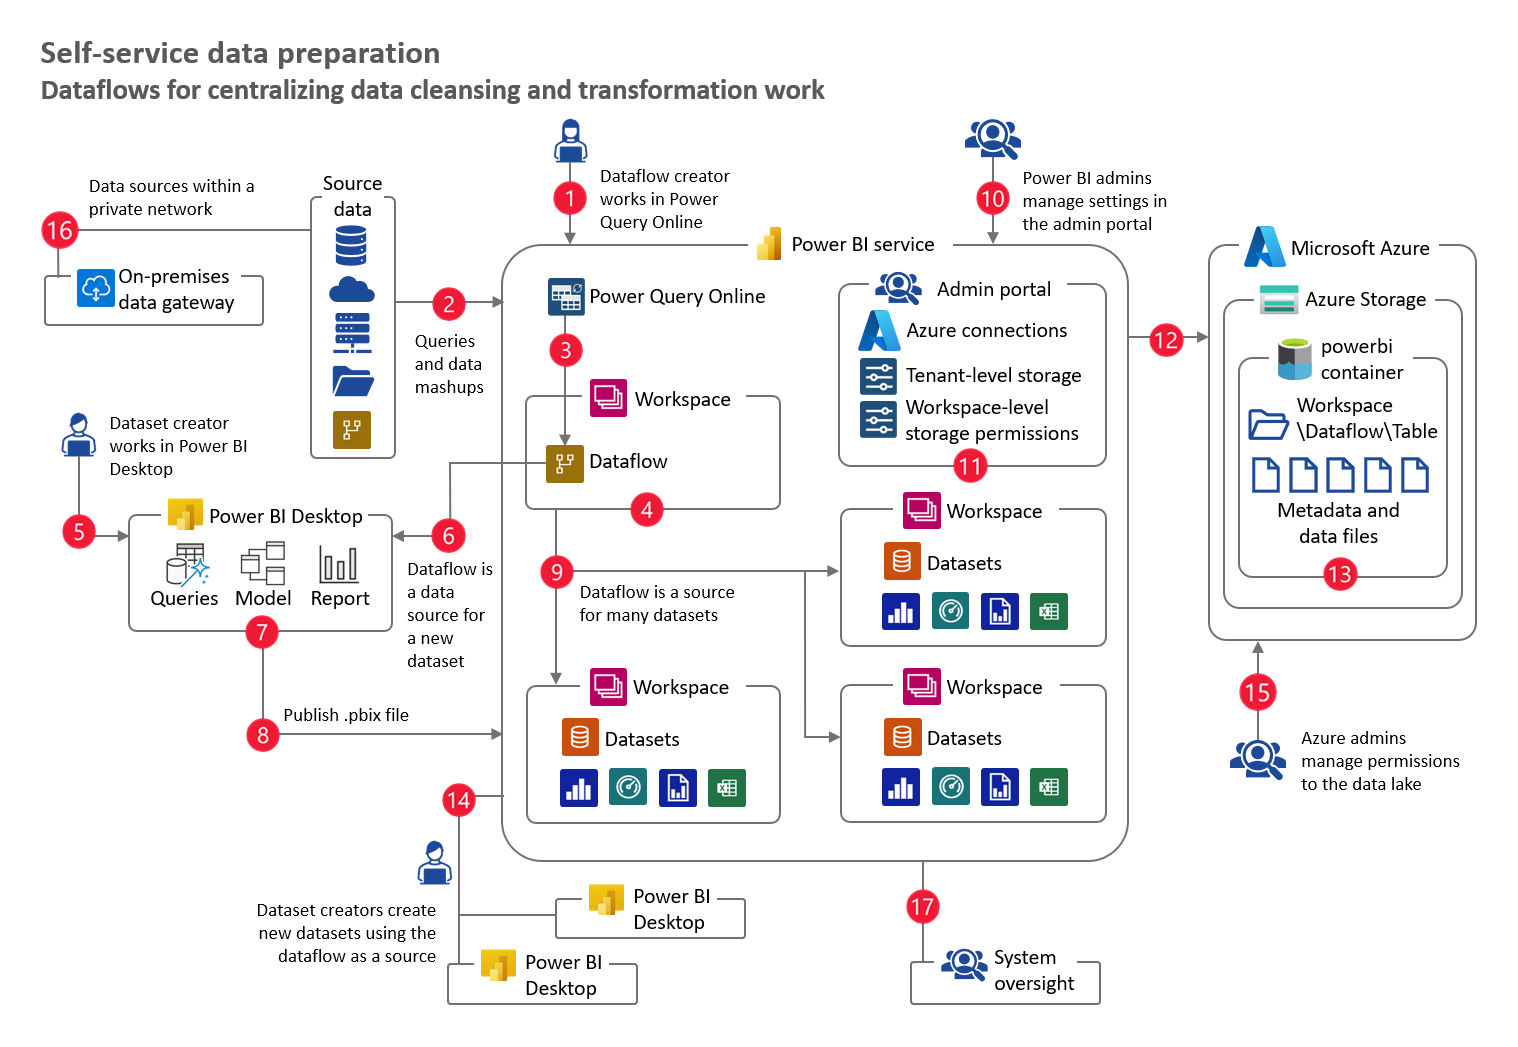 Self-service data preparation
Dataflows for centralizing data cleansing and transformation work
Data sources within a
private network
16
On-premises
data gateway
Source
data
2
Queries
and data
mashups
1
Dataflow creator
works in Power
Query Online
10
Power BI admins
manage settings in
the admin portal
Power BI service
Power Query Online
3
Workspace
Dataflow
4
Admin portal
Azure connections
Tenant-level storage
Workspace-level
storage permissions
11
12
Microsoft Azure
Azure Storage
powerbi
container
Workspace
\Dataflow\Table
Metadata and
data files
13
Dataset creator
works in Power BI
Desktop
5
Power BI Desktop
Queries
Model
Report
7
6
Dataflow is
a data
source for
a new
dataset
9
Dataflow is a source
for many datasets
Workspace
Datasets
Workspace
Datasets
Workspace
Datasets
8
Publish .pbix file
15
Azure admins
manage permissions
to the data lake
14
Dataset creators create
new datasets using the
dataflow as a source
Power BI
Desktop
Power BI
Desktop
17
System
oversight